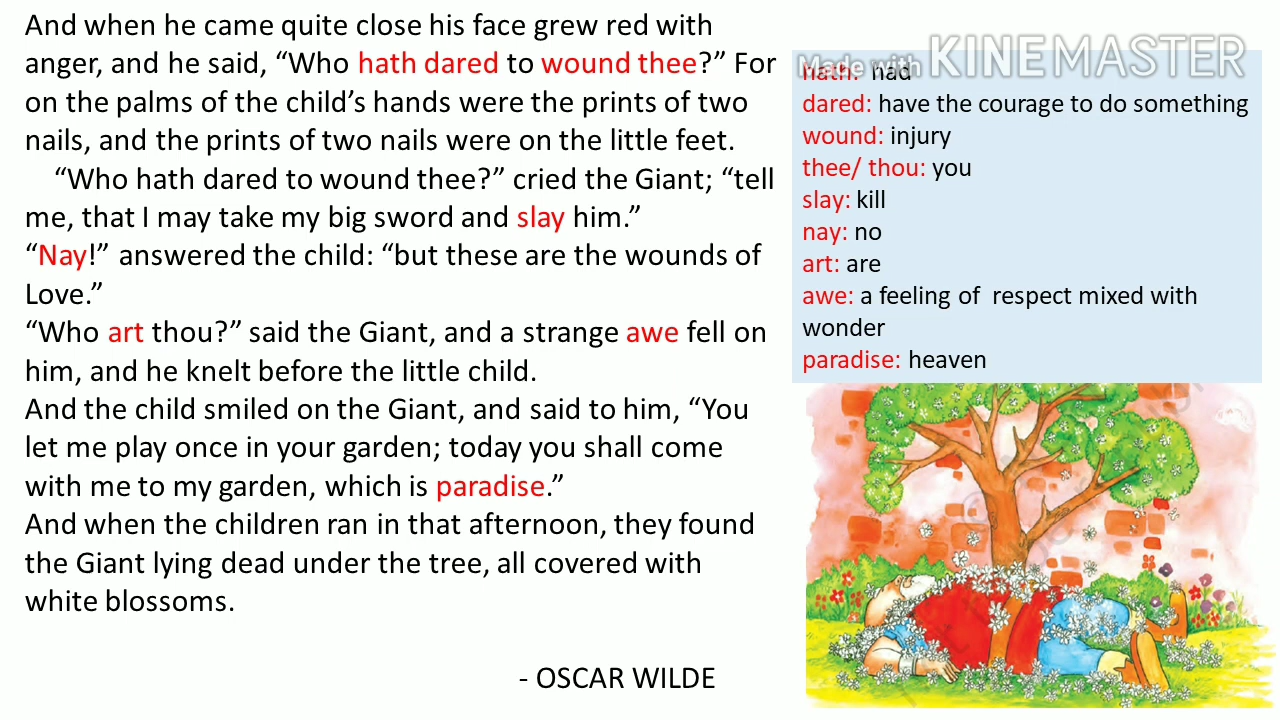 And when he came quite close his face grew red with
anger, and he said, “Who hath dared to wound thee?” For
on the palms of the child’s hands were the prints of two
nails, and the prints of two nails were on the little feet.
“Who hath dared to wound thee?” cried the Giant; “tell
me, that I may take my big sword and slay him.”
“Nay!” answered the child: “but these are the wounds of
Love.”
“Who art thou?” said the Giant, and a strange awe fell on
him, and he knelt before the little child.
And the child smiled on the Giant, and said to him, “You
let me play once in your garden; today you shall come
with me to my garden, which is paradise.”
And when the children ran in that afternoon, they found
the Giant lying dead under the tree, all covered with
white blossoms.
- OSCAR WILDE
Made with KINEMASTER
hath: had
dared: have the courage to do something
wound: injury
thee/ thou: you
slay: kill
nay: no
art: are
awe: a feeling of  respect mixed with
wonder
paradise: heaven